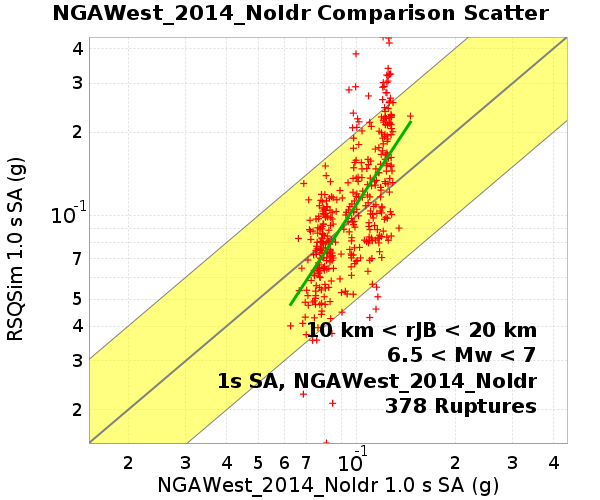 NGAWest_2014_NoIdr Comparison Scatter
4
3
2
10-1
7
5
4
3
2
RSQSim 1.0 s SA (g)
10 km < rJB < 20 km
6.5 < Mw < 7
1s SA, NGAWest_2014_NoIdr
378 Ruptures
2 3 4 5 6 7 10-1 2 3 4
NGAWest_2014_NoIdr 1.0 s SA (g)